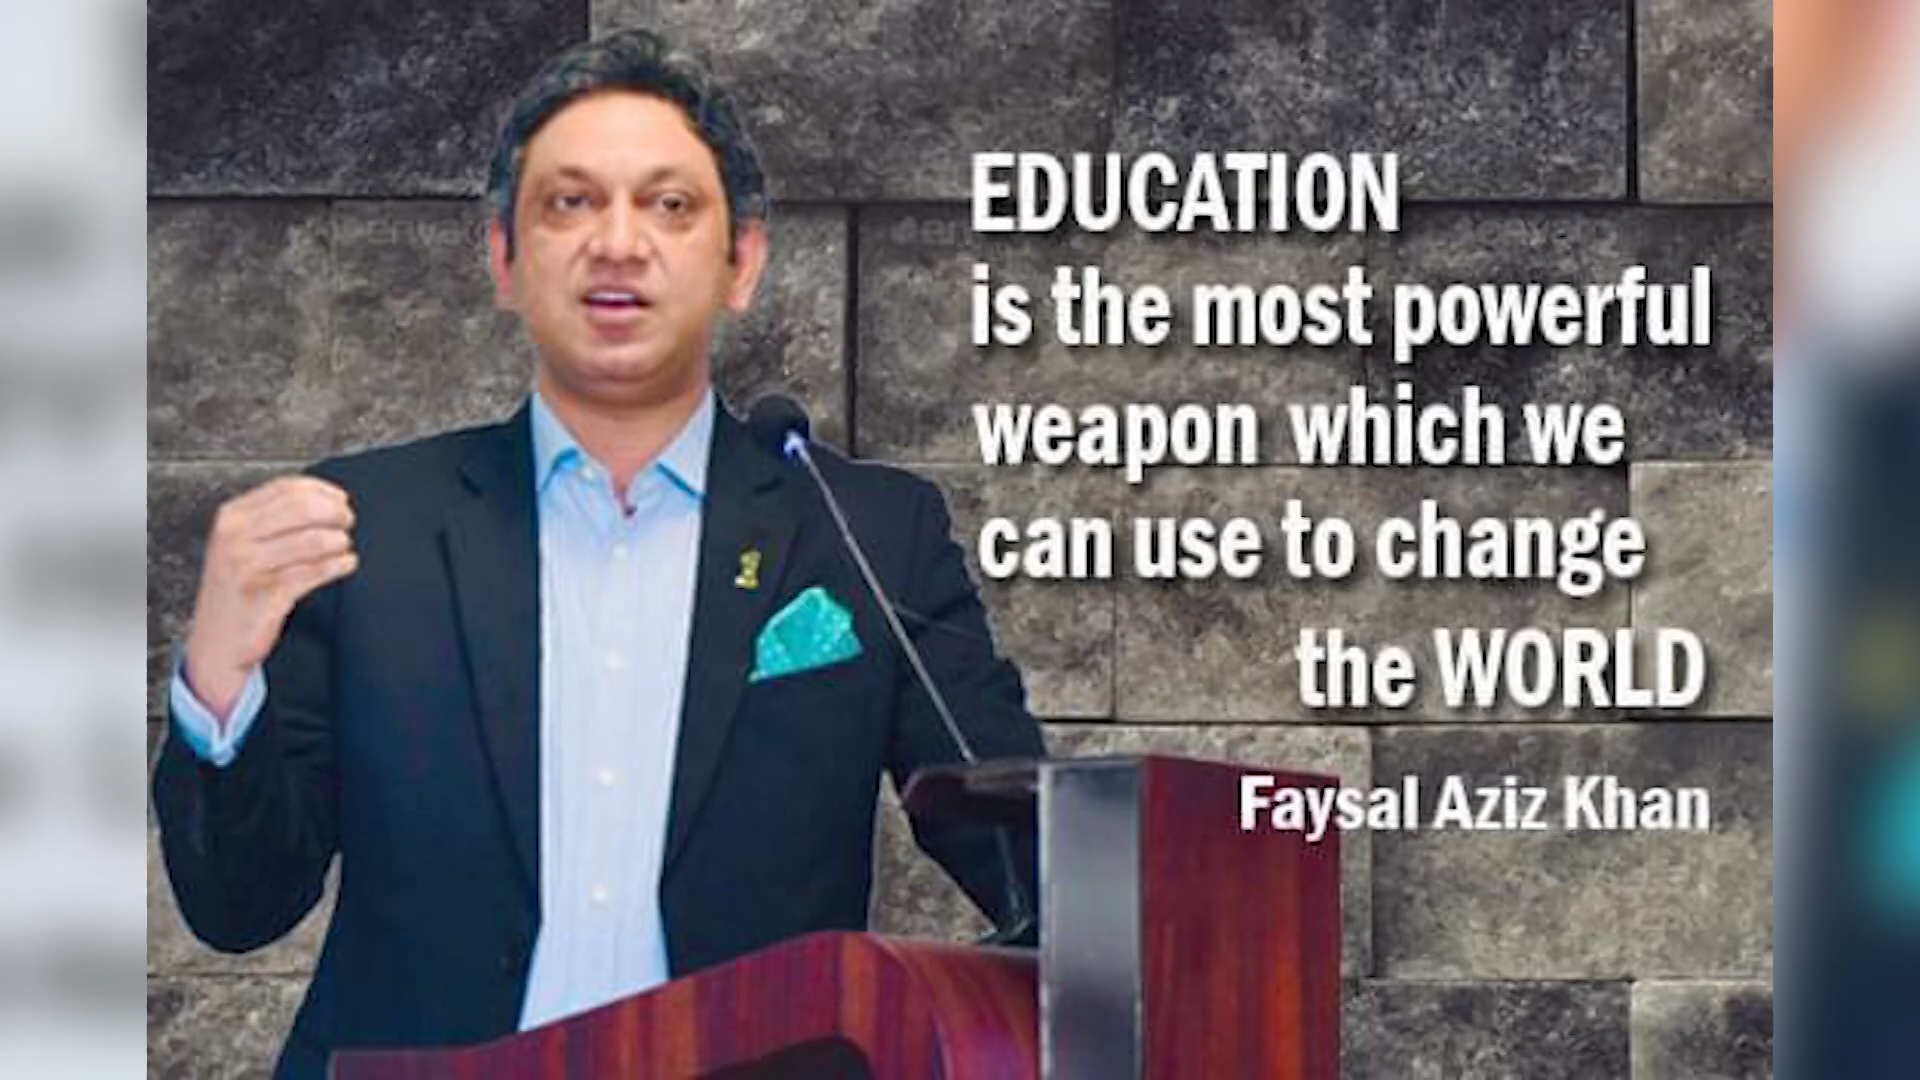 EDUCATION
is the most powerful
weapon which we
can use to change
the WORLD
Faysal Aziz Khan